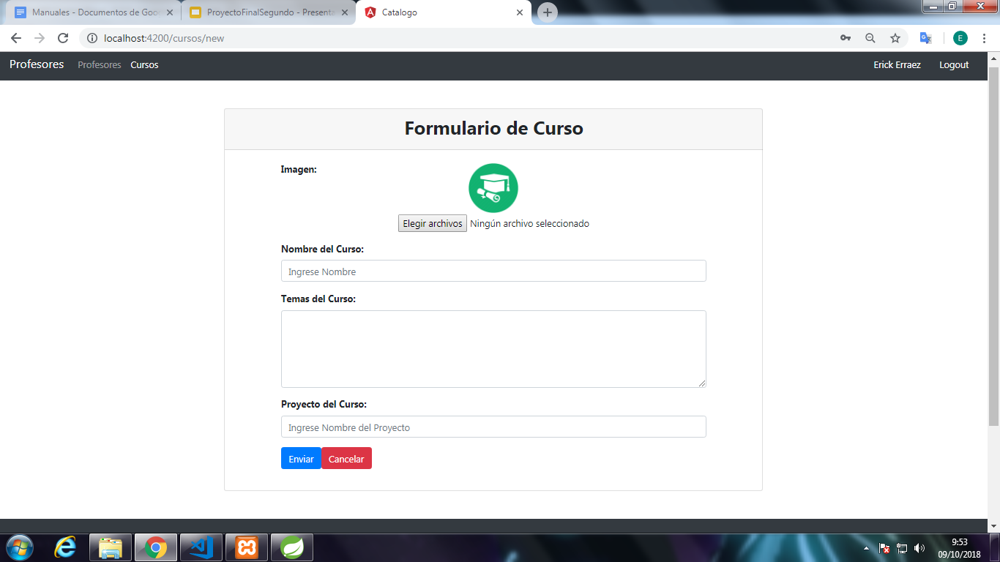 Manuales - Documentos de Goo
ProyectoFinalSegundo - Presenta
Catalogo
localhost:4200/cursos/new
E
Profesores Profesores Cursos Erick Erraez Logout
Formulario de Curso
Imagen:
Elegir archivos Ningún archivo seleccionado
Nombre del Curso:
Ingrese Nombre
Temas del Curso:
Proyecto del Curso:
Ingrese Nombre del Proyecto
Enviar Cancelar
9:53
09/10/2018